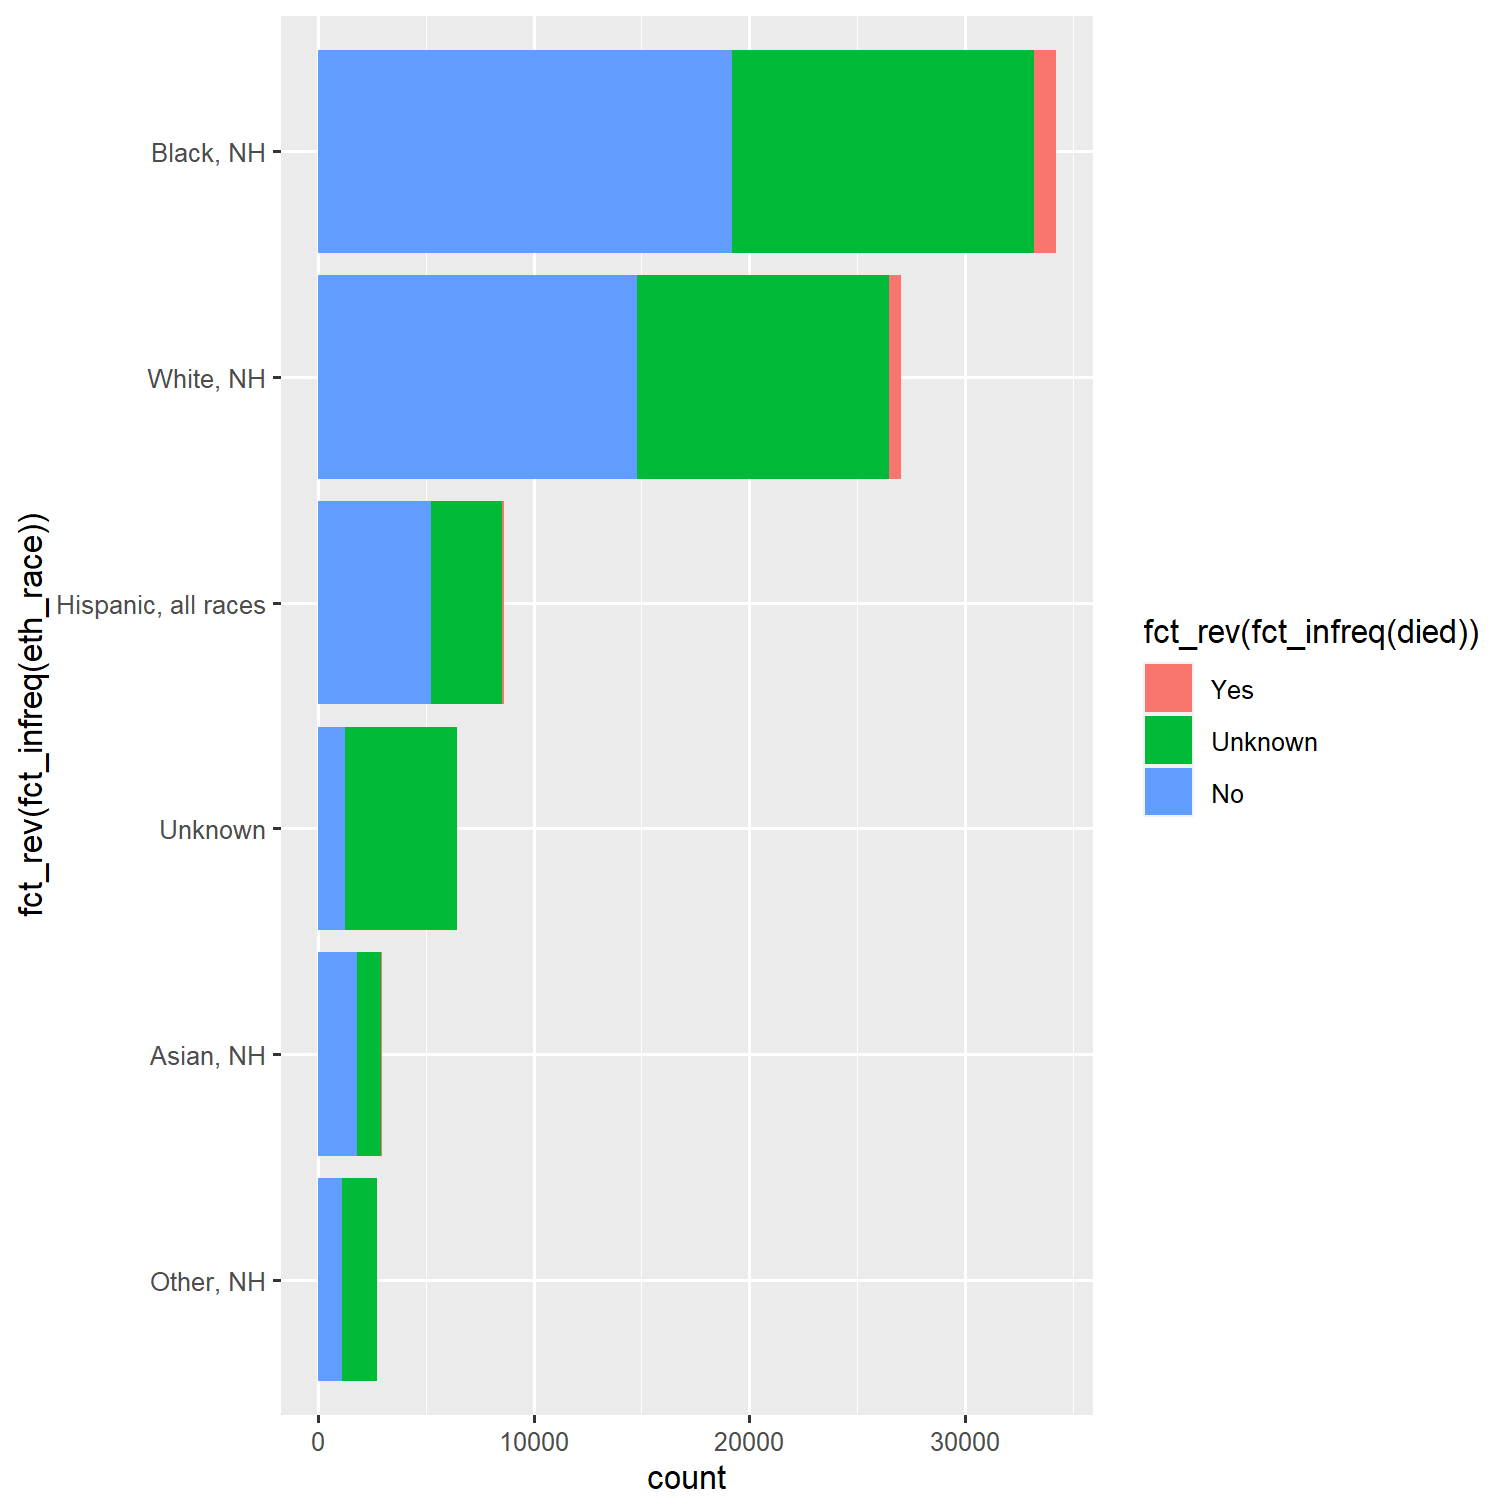 fct_rev(fct_infreq(eth_race))
Black, NH
White, NH
Hispanic, all races
Unknown
Asian, NH
Other, NH
0 10000 20000 30000
count
fct_rev(fct_infreq(died))
Yes
Unknown
No